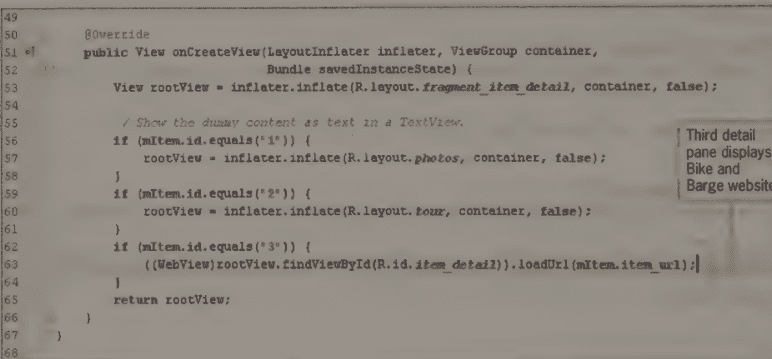 49
50 @Override
51 public View onCreateView(LayoutInflater inflater, ViewGroup container,
52 Bundle savedInstanceState) {
53 View rootView = inflater.inflate(R.layout.fragment_item_detail, container, false);
54
55 / Show the dummy content as text in a TextView.
56 if (mItem.id.equals("1")) {
57 rootView = inflater.inflate(R.layout.photos, container, false);
58 }
59 if (mItem.id.equals("2")) {
60 rootView = inflater.inflate(R.layout.tour, container, false);
61 }
62 if (mItem.id.equals("3")) {
63 ((WebView)rootView.findViewById(R.id.item_detail)).loadUrl(mItem.item_url);
64 }
65 return rootView;
66 }
67 }
68
Third detail
pane displays
Bike and
Barge website